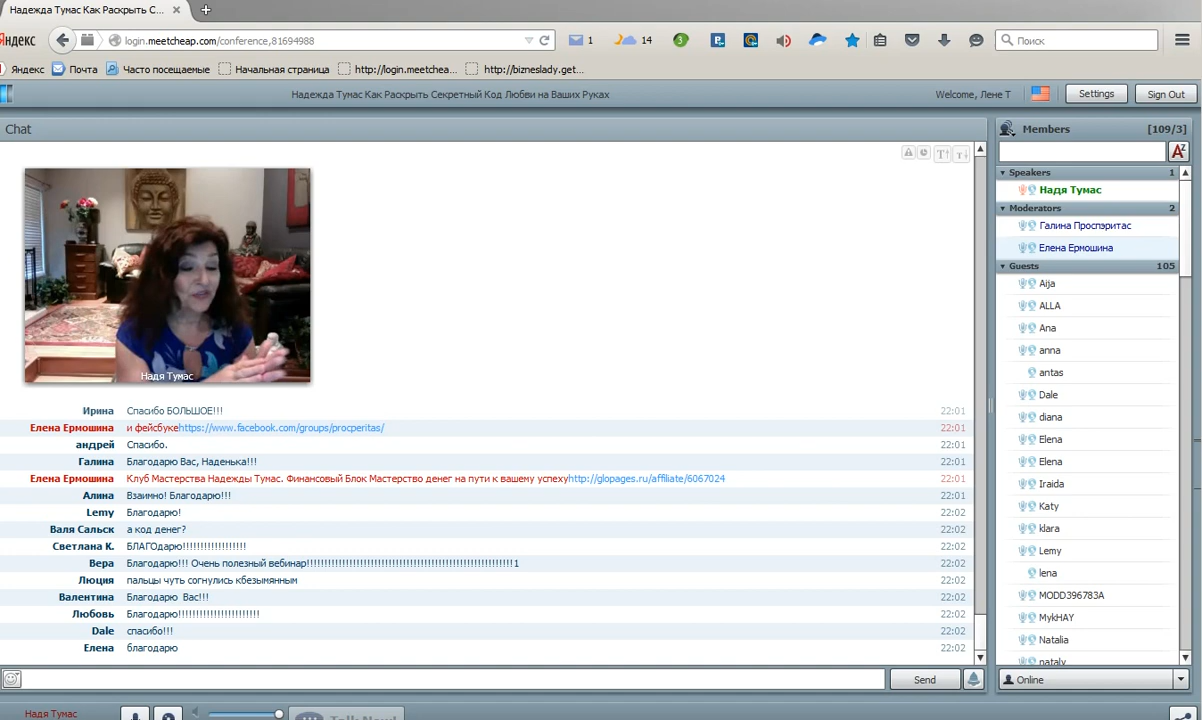 Надежда Тумас Как Раскрыть С...
Яндекс
login.meetcheap.com/conference,81694988
1
14
3
Поиск
Яндекс
Почта
Часто посещаемые
Начальная страница
http://login.meetchea...
http://bizneslady.get...
Надежда Тумас Как Раскрыть Секретный Код Любви на Ваших Руках
Welcome, Лене Т
Settings
Sign Out
Chat
Надя Тумас
Ирина Спасибо БОЛЬШОЕ!!! 22:01
Елена Ермошина и фейсбукеhttps://www.facebook.com/groups/procperitas/ 22:01
андрей Спасибо. 22:01
Галина Благодарю Вас, Наденька!!! 22:01
Елена Ермошина Клуб Мастерства Надежды Тумас. Финансовый Блок Мастерство денег на пути к вашему успехуhttp://glopages.ru/affiliate/6067024 22:01
Алина Взаимно! Благодарю!!! 22:01
Lemy Благодарю! 22:02
Валя Сальск а код денег? 22:02
Светлана К. БЛАГОдарю!!!!!!!!!!!!!!!!!! 22:02
Вера Благодарю!!! Очень полезный вебинар!!!!!!!!!!!!!!!!!!!!!!!!!!!!!!!!!!!!!!!!!!!!!!!!!!!!!!!!!!1 22:02
Люция пальцы чуть согнулись кбезымянным 22:02
Валентина Благодарю Вас!!! 22:02
Любовь Благодарю!!!!!!!!!!!!!!!!!!!!!! 22:02
Dale спасибо!!! 22:02
Елена благодарю 22:02
Send
Надя Тумас
Talk Now!
Members [109/3]
Speakers 1
Надя Тумас
Moderators 2
Галина Проспэритас
Елена Ермошина
Guests 105
Aija
ALLA
Ana
anna
antas
Dale
diana
Elena
Elena
Iraida
Katy
klara
Lemy
lena
MODD396783A
MykHAY
Natalia
nataly
Online